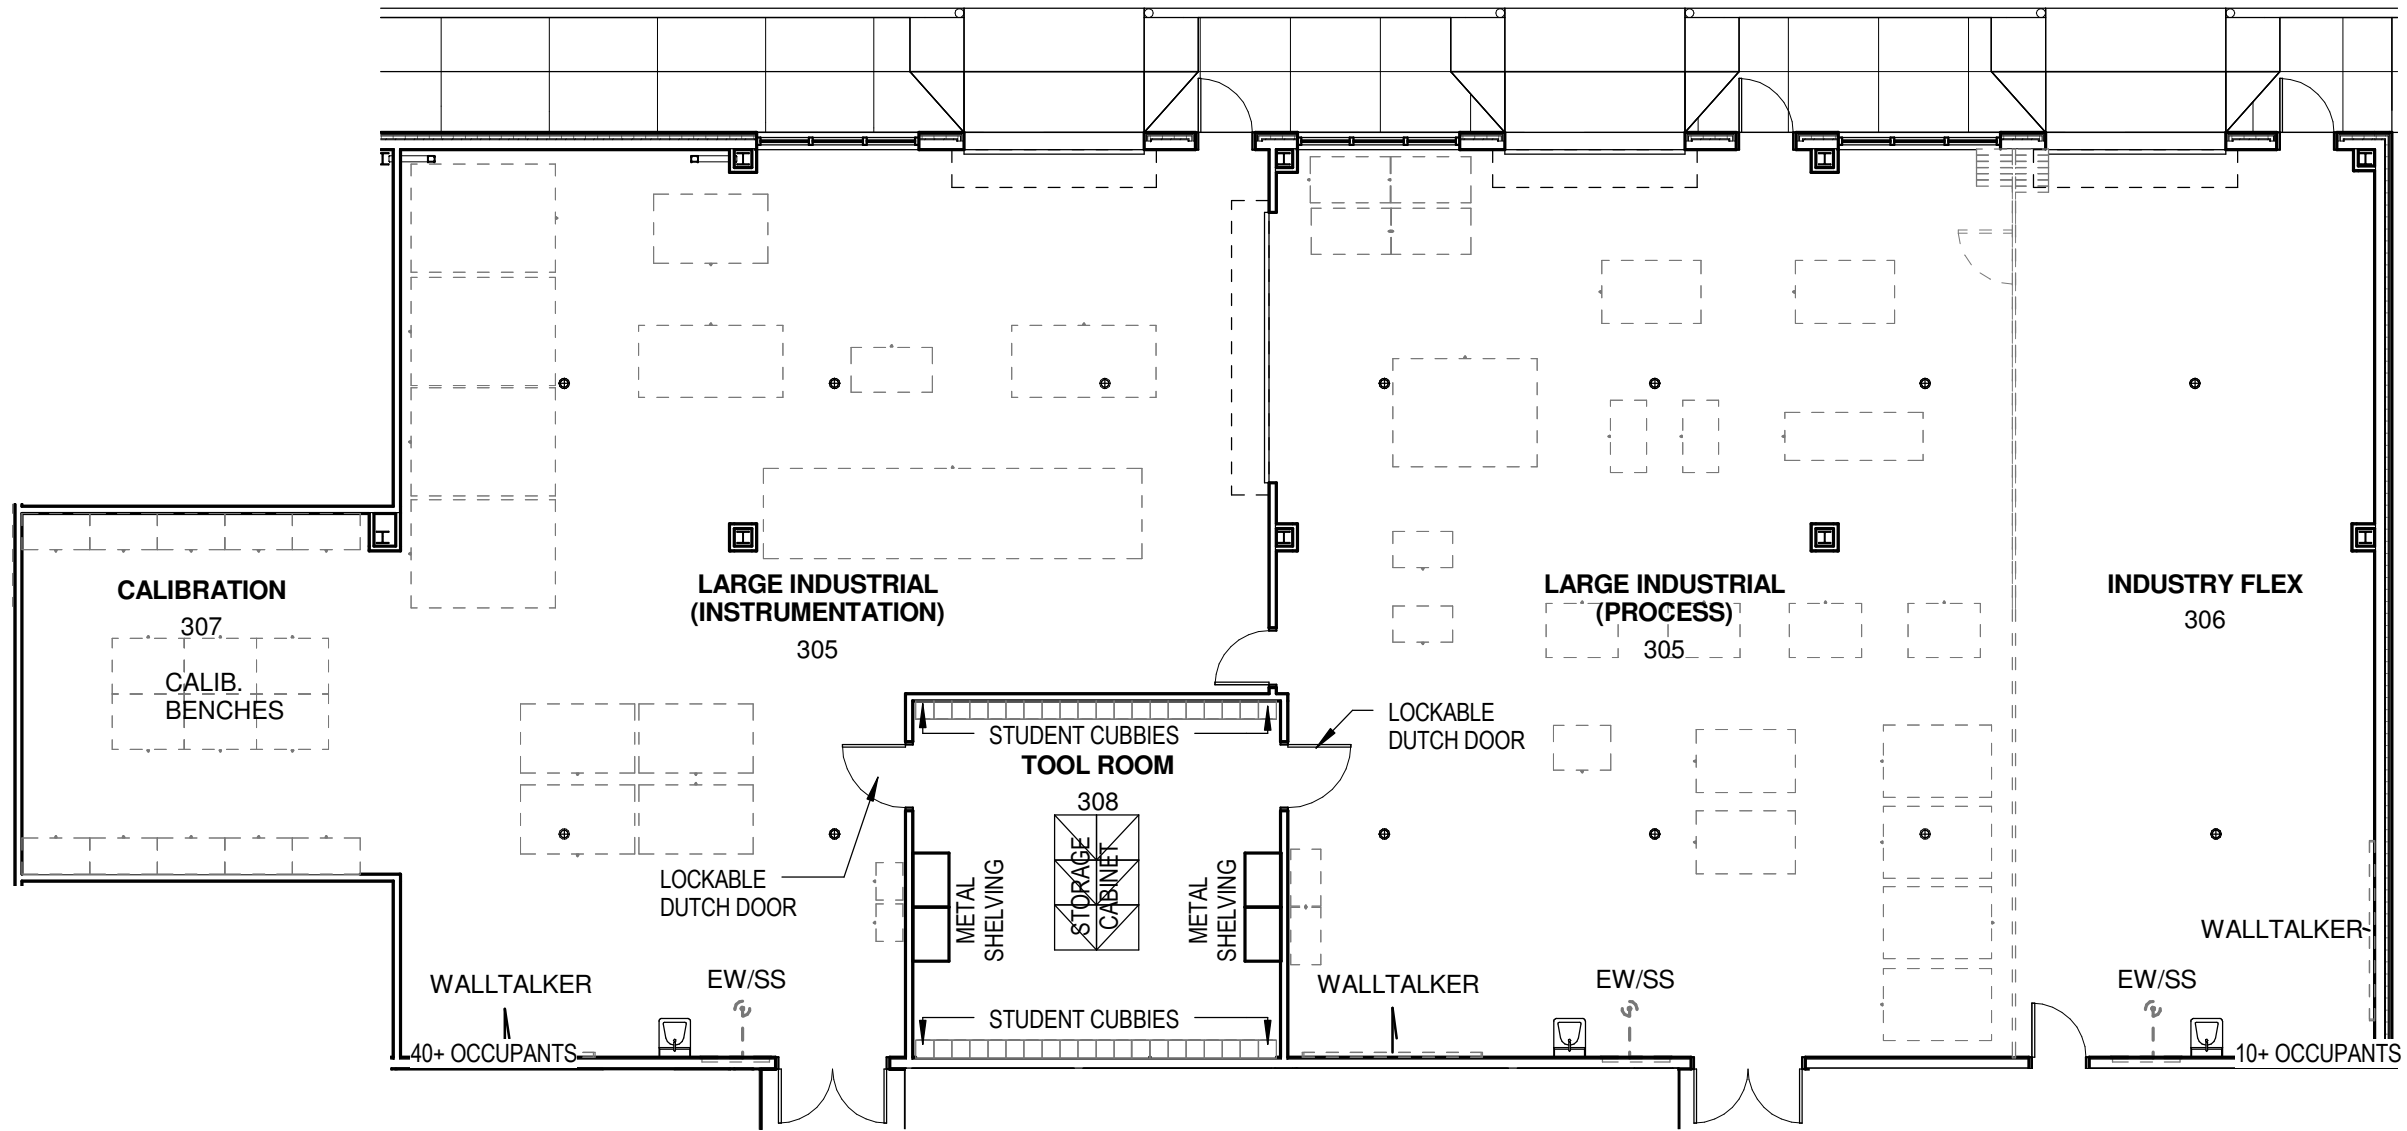 CALIBRATION
307
CALIB.
BENCHES
LARGE INDUSTRIAL
(INSTRUMENTATION)
305
LARGE INDUSTRIAL
(PROCESS)
305
INDUSTRY FLEX
306
STUDENT CUBBIES
TOOL ROOM
308
LOCKABLE
DUTCH DOOR
LOCKABLE
DUTCH DOOR
METAL
SHELVING
STORAGE
CABINET
METAL
SHELVING
WALLTALKER
WALLTALKER
EW/SS
WALLTALKER
EW/SS
EW/SS
STUDENT CUBBIES
40+ OCCUPANTS
10+ OCCUPANTS